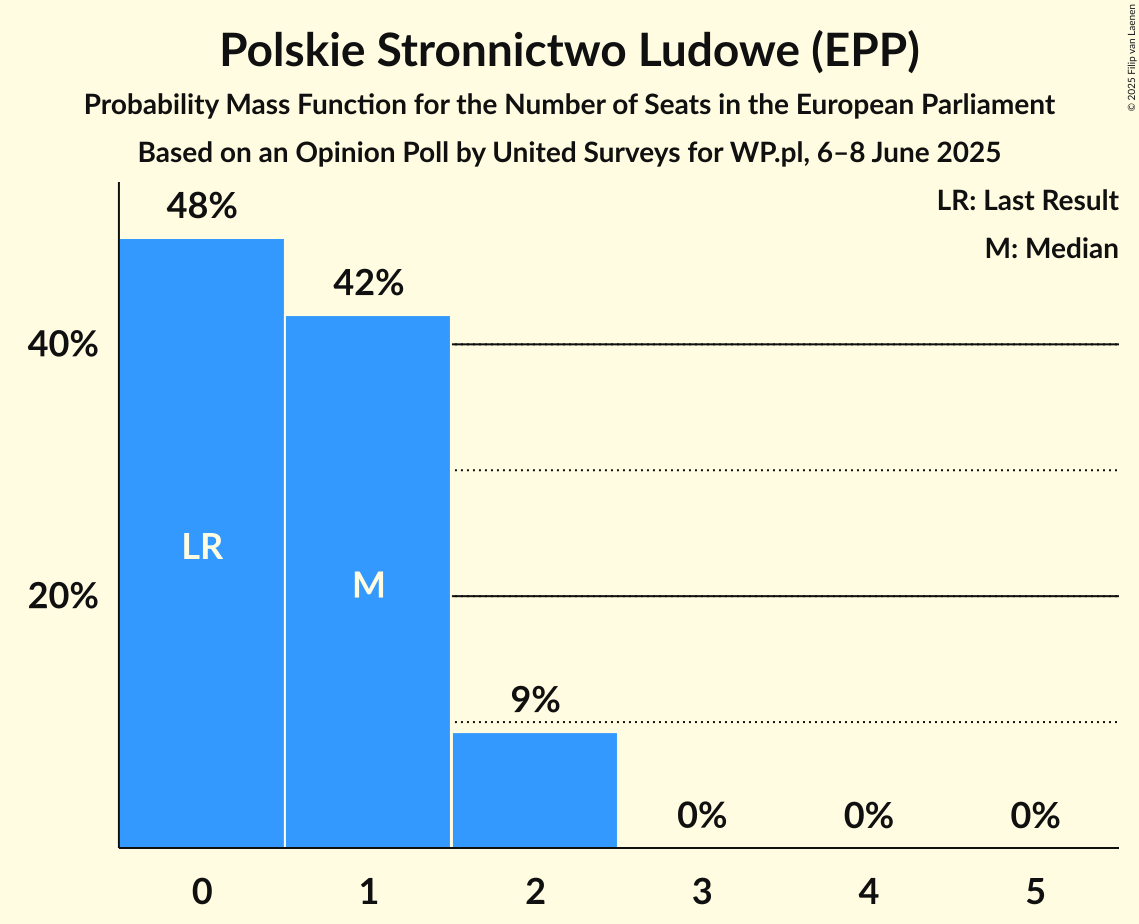 Polskie Stronnictwo Ludowe (EPP)
Probability Mass Function for the Number of Seats in the European Parliament
Based on an Opinion Poll by United Surveys for WP.pl, 6–8 June 2025
© 2025 Filip van Laenen
LR: Last Result
M: Median
48%
42%
40%
LR
M
20%
9%
0%
0%
0%
0
1
2
3
4
5